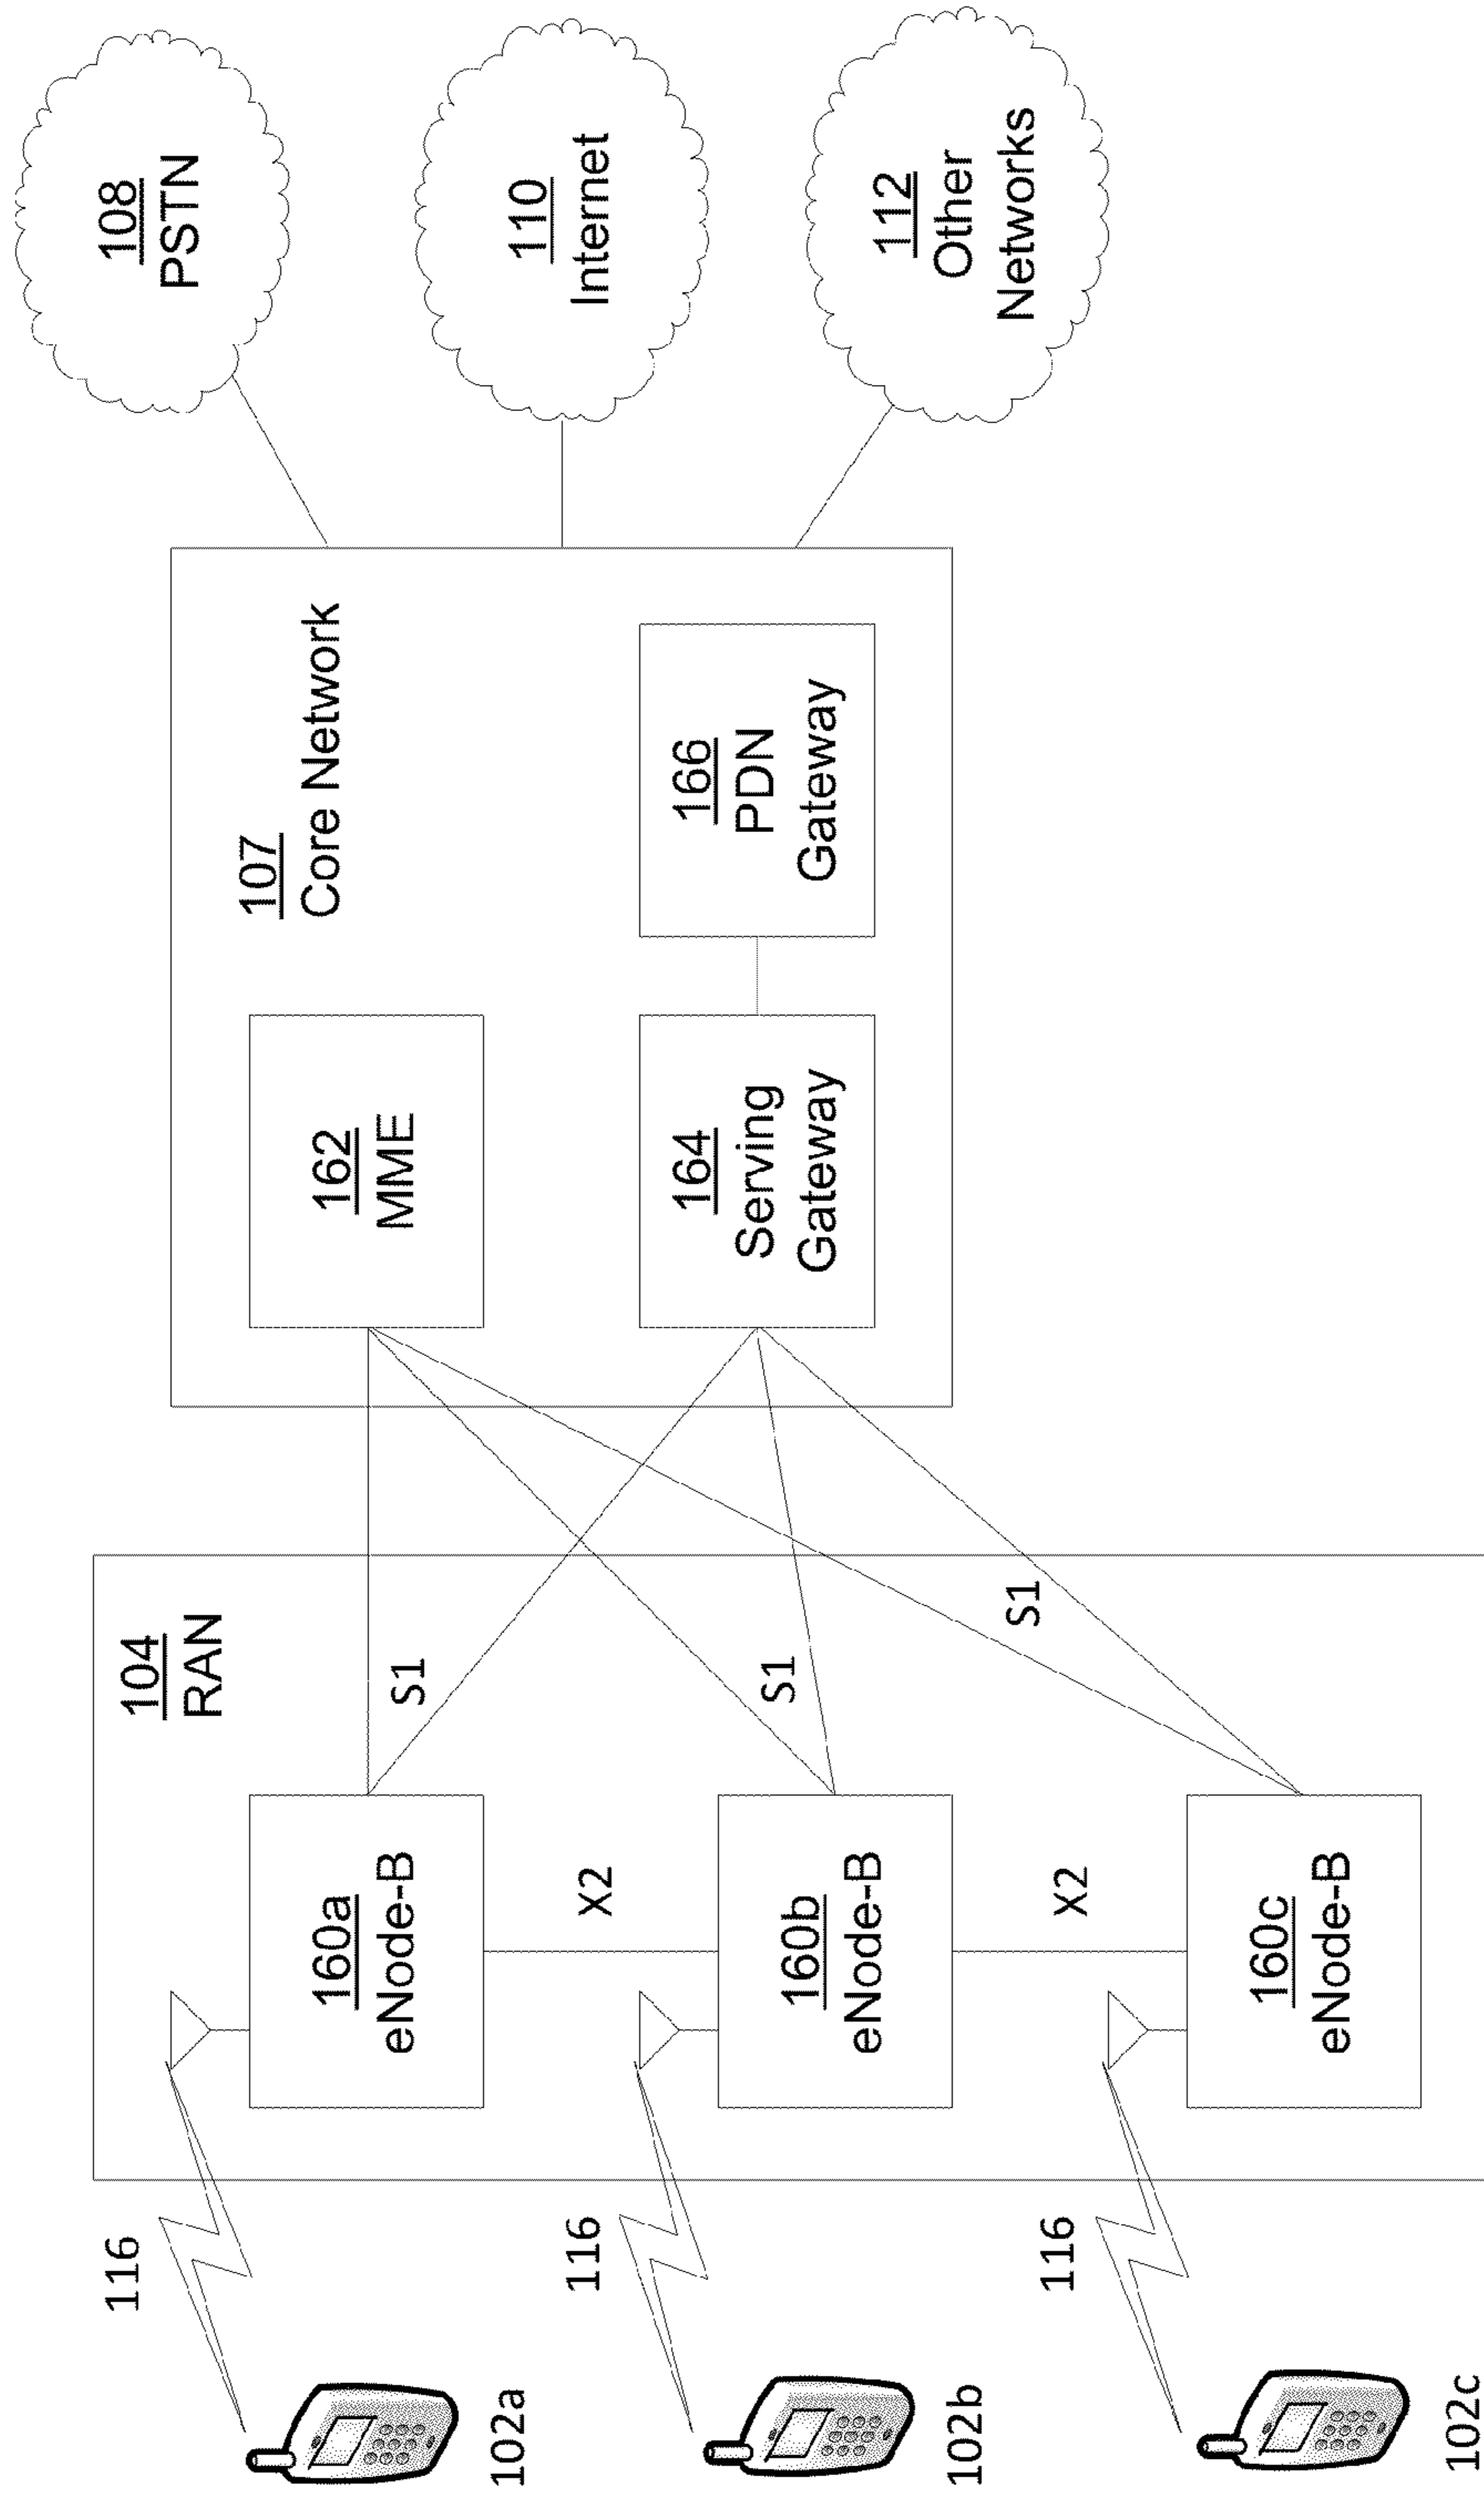 116
102a
116
102b
116
102c
104
RAN
160a
eNode-B
X2
160b
eNode-B
X2
160c
eNode-B
S1
S1
S1
107
Core Network
162
MME
164
Serving
Gateway
166
PDN
Gateway
108
PSTN
110
Internet
112
Other
Networks